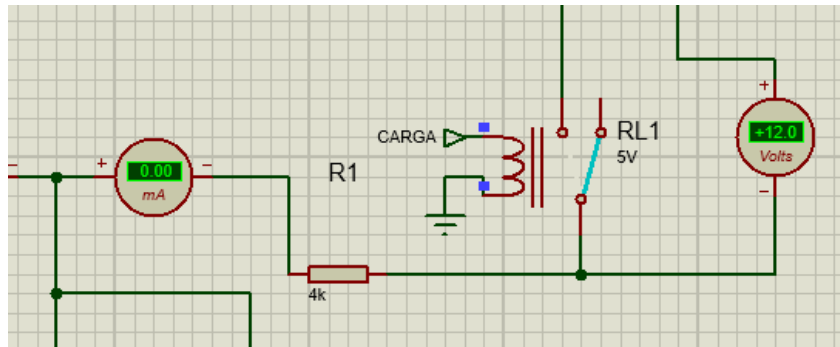 CARGA
RL1
5V
+12.0
Volts
+
−
−
+
0.00
mA
−
R1
4k